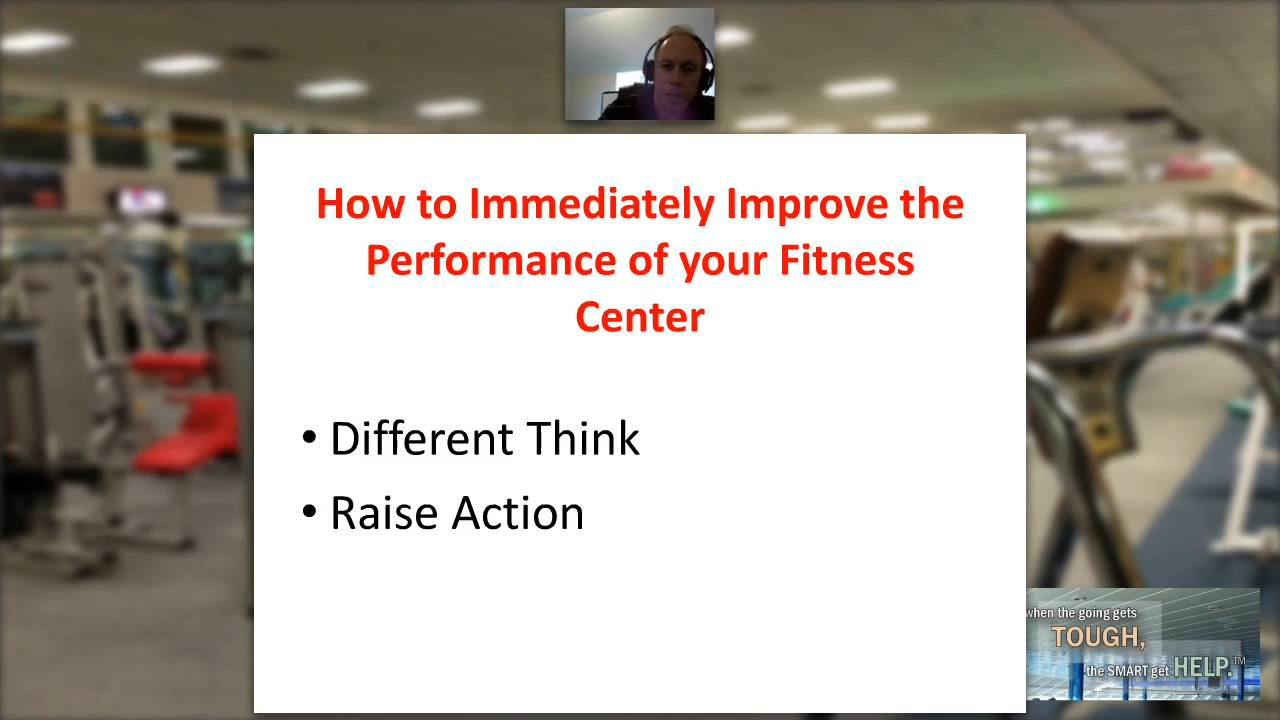 How to Immediately Improve the
Performance of your Fitness
Center
• Different Think
• Raise Action
when the going gets
TOUGH,
the SMART get HELP.™